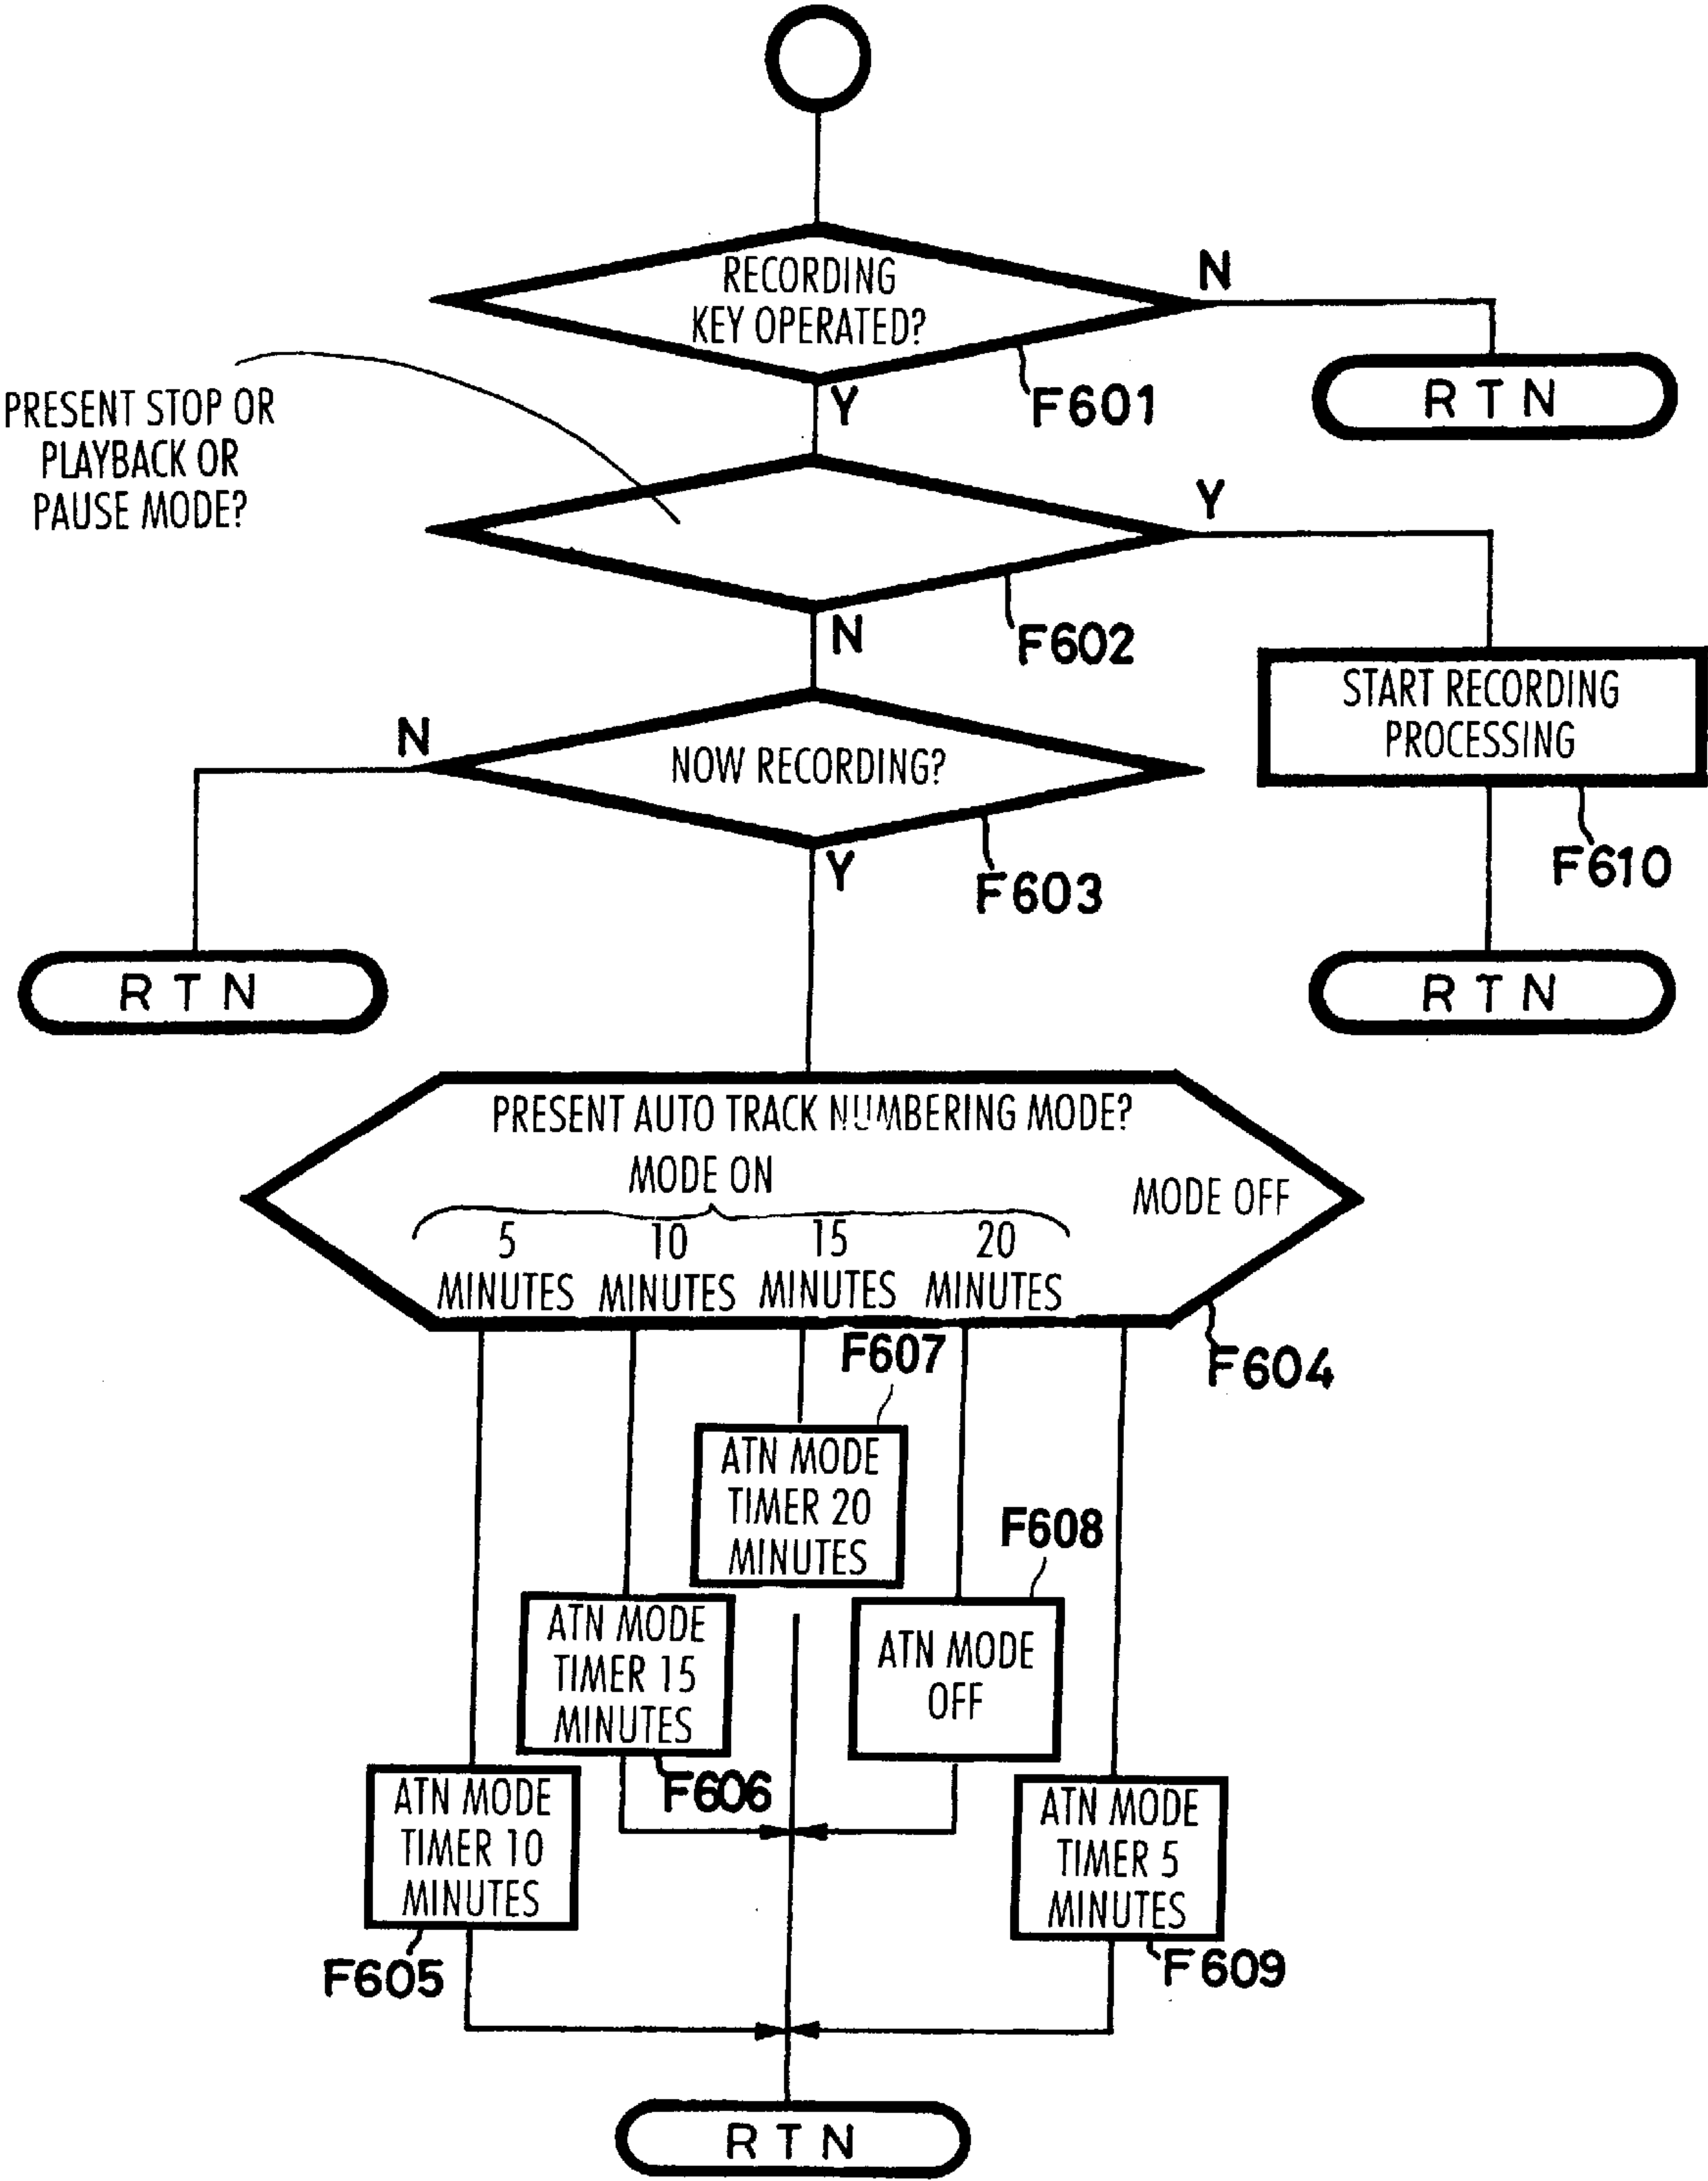 RECORDING
KEY OPERATED?
N
F601
RTN
Y
PRESENT STOP OR
PLAYBACK OR
PAUSE MODE?
Y
F602
N
START RECORDING
PROCESSING
F610
RTN
N
NOW RECORDING?
F603
Y
RTN
PRESENT AUTO TRACK NUMBERING MODE?
MODE ON
MODE OFF
5 10 15 20
MINUTES MINUTES MINUTES MINUTES
F604
F607
ATN MODE
TIMER 20
MINUTES
F608
ATN MODE
TIMER 15
MINUTES
F606
ATN MODE
OFF
ATN MODE
TIMER 10
MINUTES
F605
ATN MODE
TIMER 5
MINUTES
F609
RTN